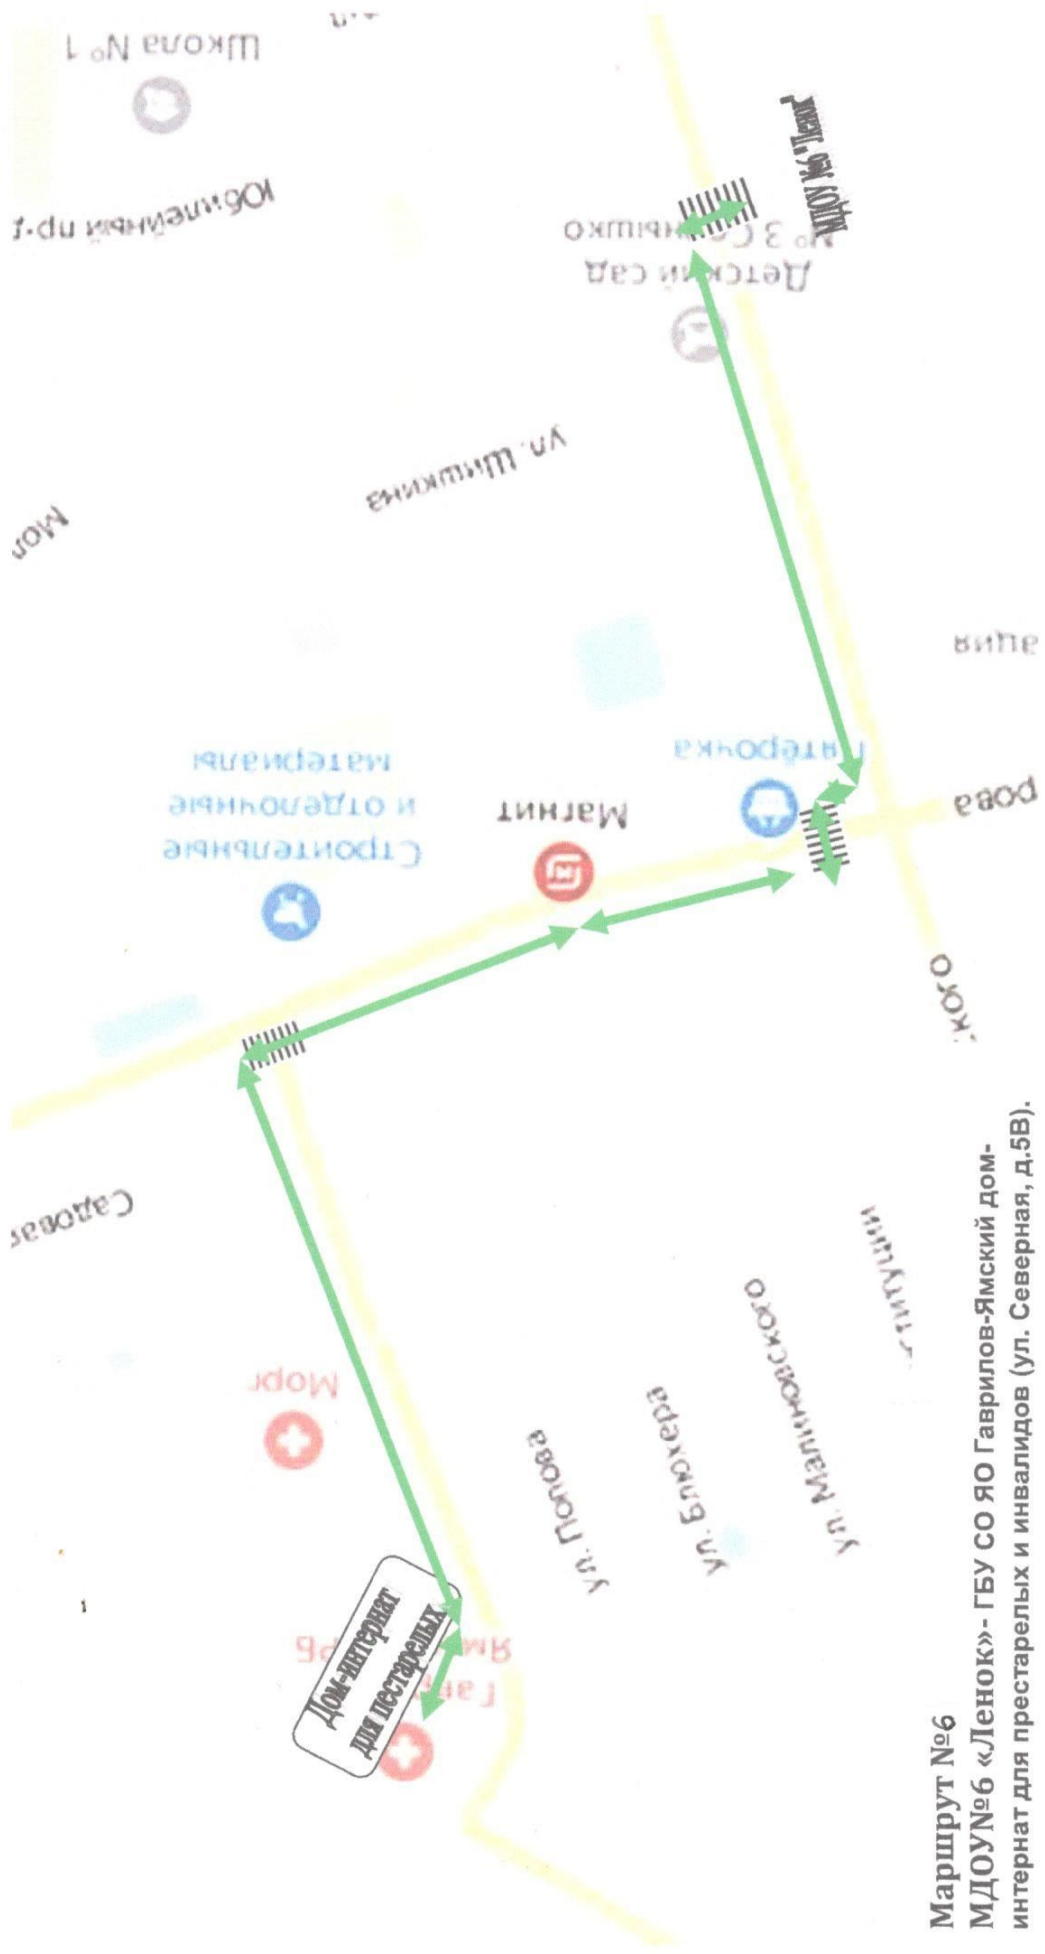 Маршрут №6
МДОУ№6 «Ленок»- ГБУ СО ЯО Гаврилов-Ямский дом-
интернат для престарелых и инвалидов (ул. Северная, д.5В).
Дом-интернат
для пестарелых
Морг
Садовая
ул. Попова
ул. Блюхера
ул. Малиновского
Строительные
и отделочные
материалы
Магнит
ул. Шишкина
Юбилейный пр-д
Школа № 1
Детский сад
№ 3 Солнышко
МДОУ №6 "Ленок"